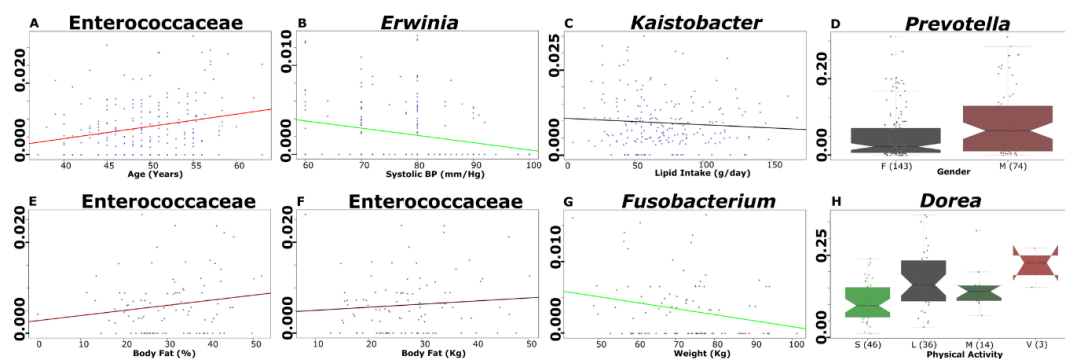 A Enterococcaceae
0.020
0.000
40 45 50 55 60
Age (Years)
B Erwinia
0.010
0.000
60 70 80 90 100
Systolic BP (mm/Hg)
C Kaistobacter
0.025
0.000
0 50 100 150
Lipid Intake (g/day)
D Prevotella
0.20
0.00
F (143) M (74)
Gender
E Enterococcaceae
0.020
0.000
0 10 20 30 40 50
Body Fat (%)
F Enterococcaceae
0.020
0.000
10 20 30 40 50
Body Fat (Kg)
G Fusobacterium
0.010
0.000
40 50 60 70 80 90 100
Weight (Kg)
H Dorea
0.25
0.00
S (46) L (36) M (14) V (3)
Physical Activity